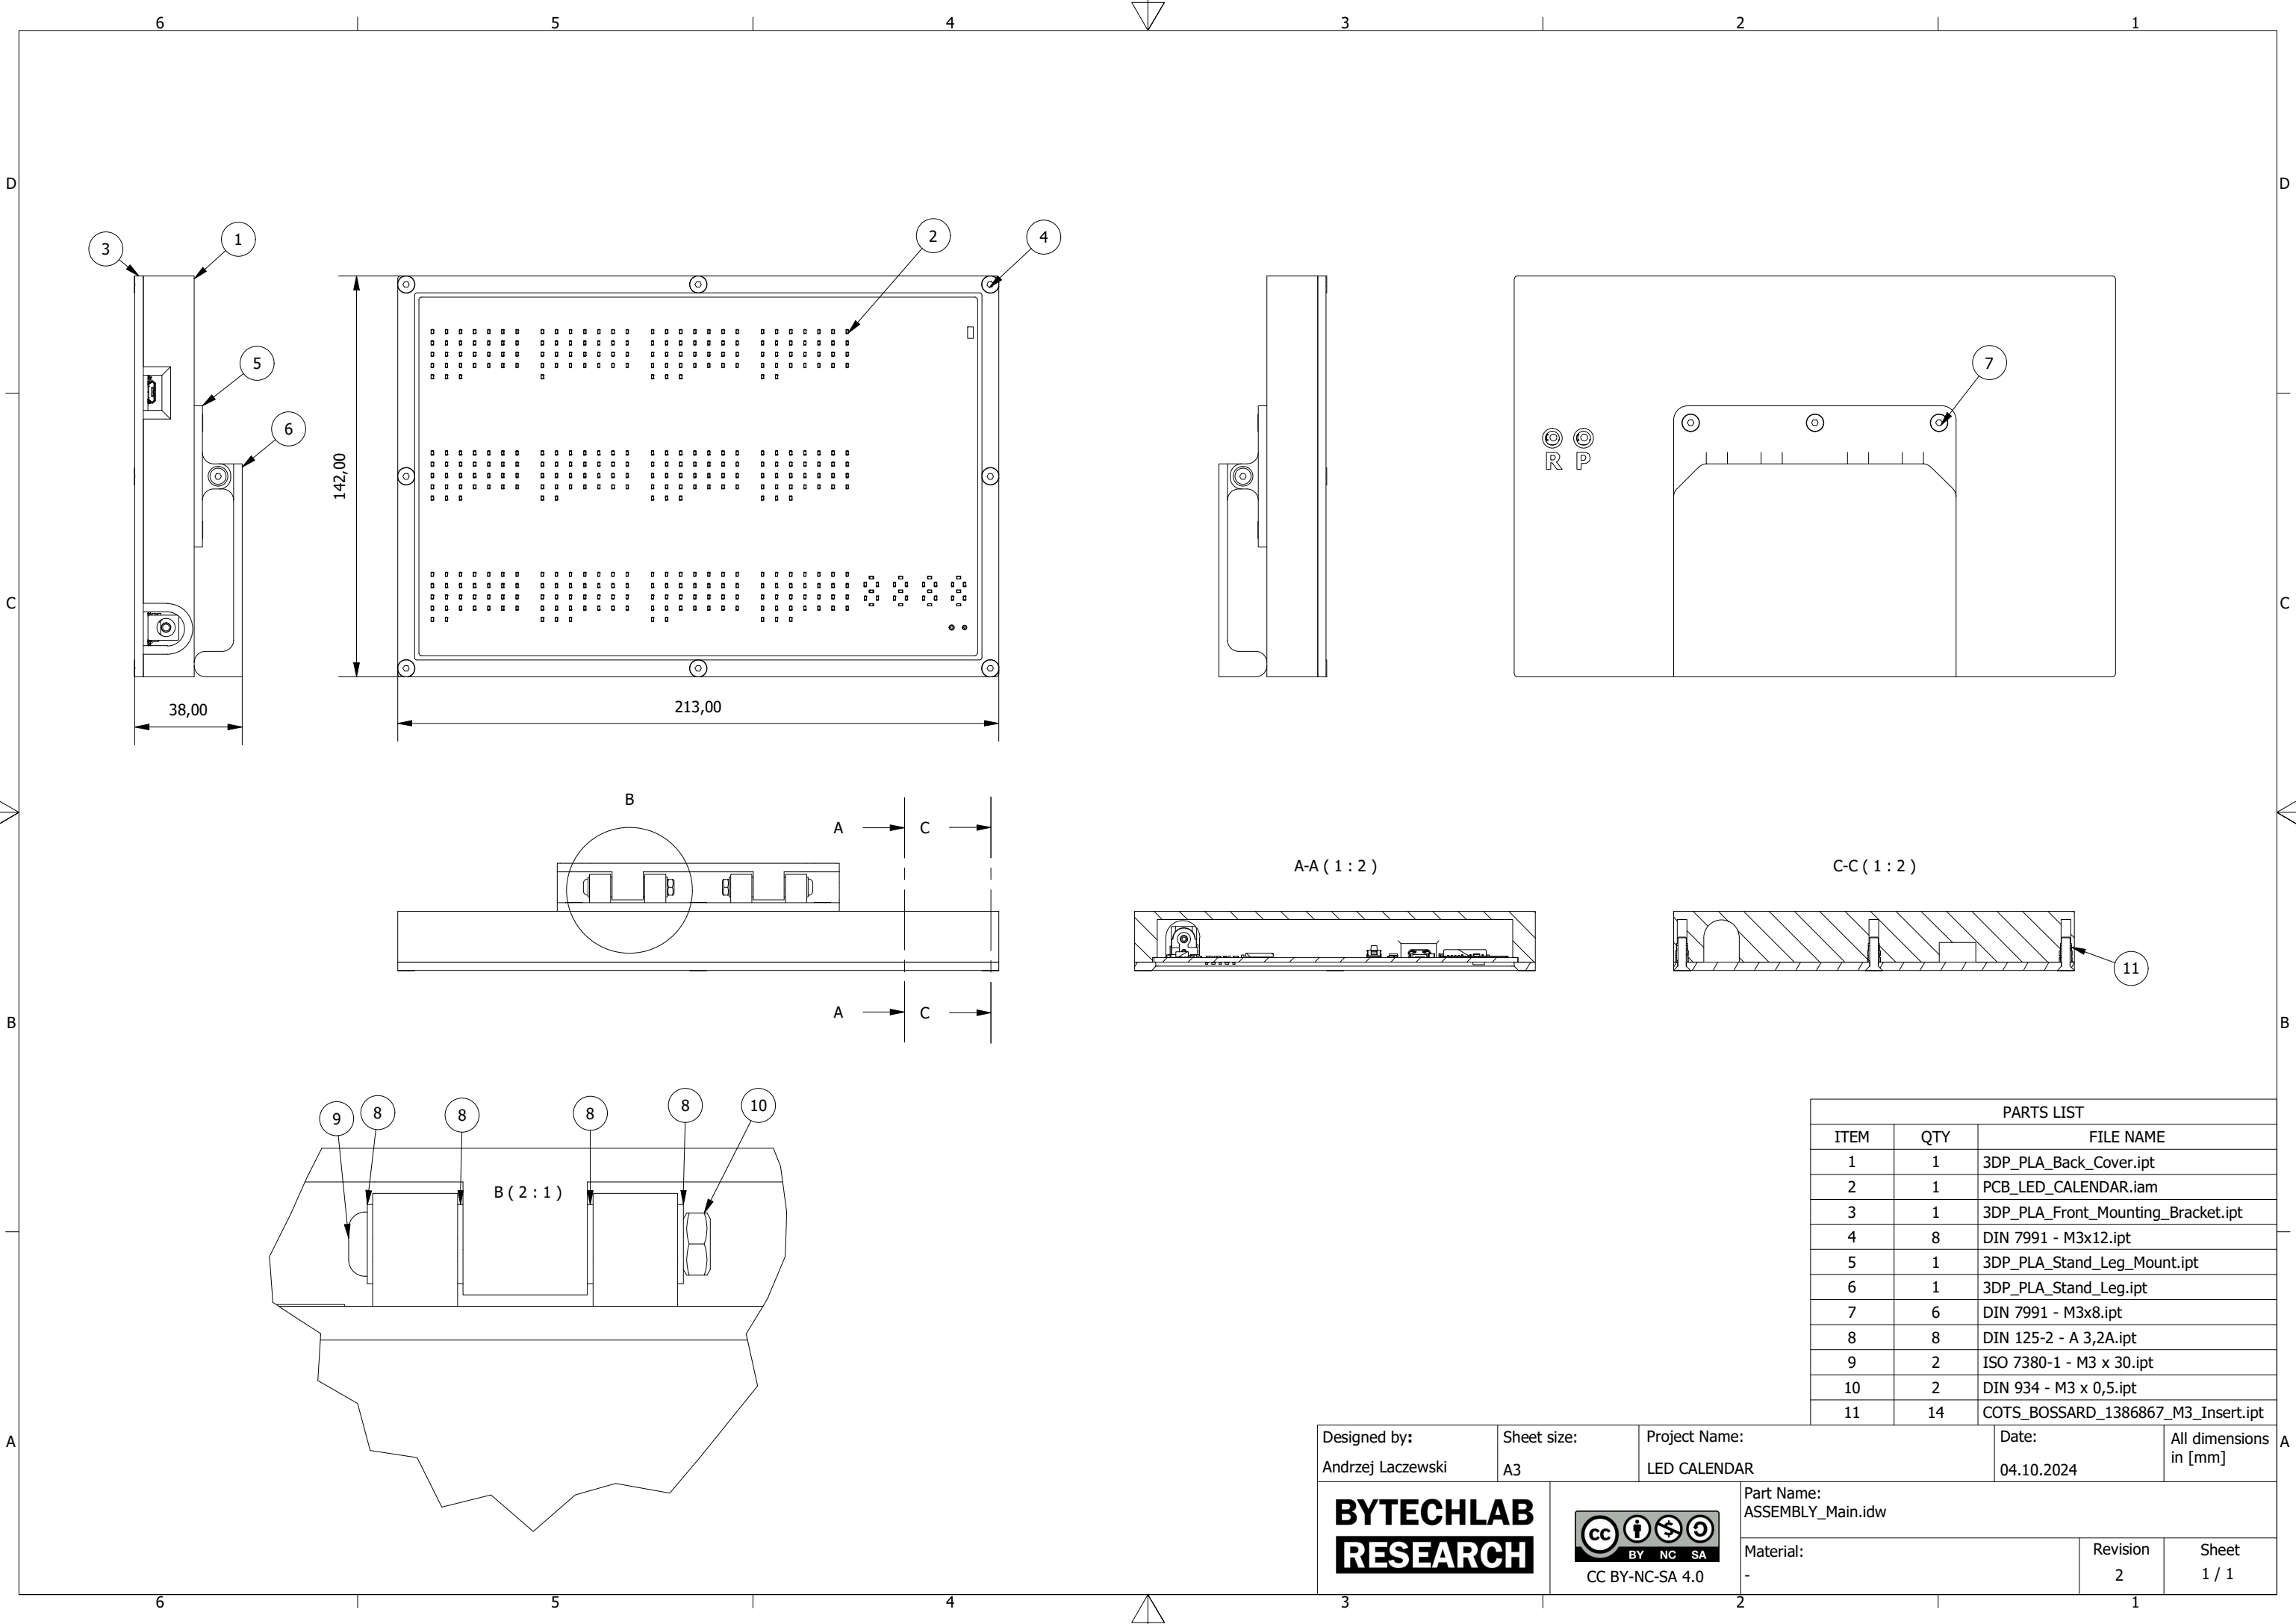 6 5 4 3 2 1
D D
3 1 2 4
5 7
6
R P
142,00
C C
38,00 213,00
B
A C
A-A ( 1 : 2 ) C-C ( 1 : 2 )
11
A C
B B
9 8 8 8 8 10
B ( 2 : 1 )
PARTS LIST
ITEM QTY FILE NAME
1 1 3DP_PLA_Back_Cover.ipt
2 1 PCB_LED_CALENDAR.iam
3 1 3DP_PLA_Front_Mounting_Bracket.ipt
4 8 DIN 7991 - M3x12.ipt
5 1 3DP_PLA_Stand_Leg_Mount.ipt
6 1 3DP_PLA_Stand_Leg.ipt
7 6 DIN 7991 - M3x8.ipt
8 8 DIN 125-2 - A 3,2A.ipt
9 2 ISO 7380-1 - M3 x 30.ipt
10 2 DIN 934 - M3 x 0,5.ipt
11 14 COTS_BOSSARD_1386867_M3_Insert.ipt
A A
Designed by:
Andrzej Laczewski
Sheet size:
A3
Project Name:
LED CALENDAR
Date:
04.10.2024
All dimensions
in [mm]
BYTECHLAB
RESEARCH
cc
BY NC SA
CC BY-NC-SA 4.0
Part Name:
ASSEMBLY_Main.idw
Material:
-
Revision
2
Sheet
1 / 1
6 5 4 3 2 1